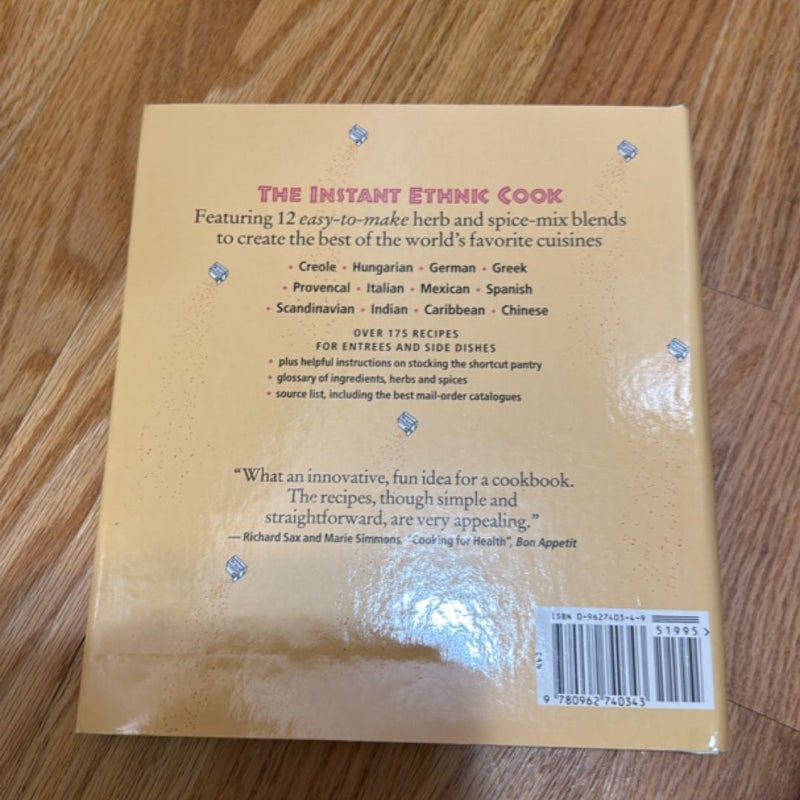 THE INSTANT ETHNIC COOK
Featuring 12 easy-to-make herb and spice-mix blends
to create the best of the world's favorite cuisines
• Creole • Hungarian • German • Greek
• Provencal • Italian • Mexican • Spanish
• Scandinavian • Indian • Caribbean • Chinese
OVER 175 RECIPES
FOR ENTREES AND SIDE DISHES
• plus helpful instructions on stocking the shortcut pantry
• glossary of ingredients, herbs and spices
• source list, including the best mail-order catalogues
“What an innovative, fun idea for a cookbook.
The recipes, though simple and
straightforward, are very appealing.”
— Richard Sax and Marie Simmons, "Cooking for Health", Bon Appetit
ISBN 0-9627403-4-9
51995>
9 780962 740343